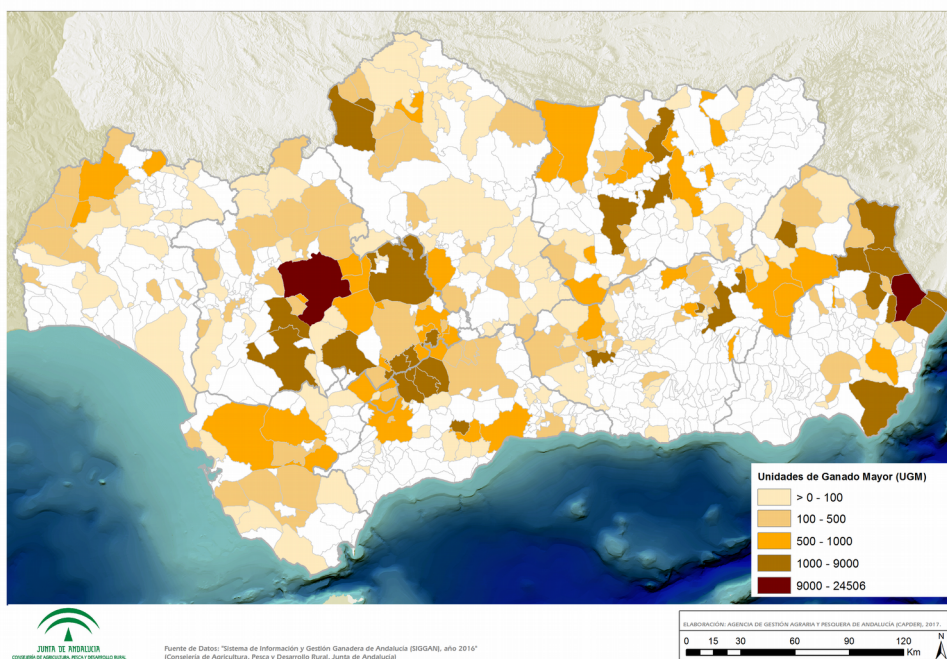 Unidades de Ganado Mayor (UGM)
> 0 - 100
100 - 500
500 - 1000
1000 - 9000
9000 - 24506
JUNTA DE ANDALUCIA
CONSEJERÍA DE AGRICULTURA, PESCA Y DESARROLLO RURAL
Fuente de Datos: "Sistema de Información y Gestión Ganadera de Andalucía (SIGGAN), año 2016"
(Consejería de Agricultura, Pesca y Desarrollo Rural. Junta de Andalucía)
ELABORACIÓN: AGENCIA DE GESTIÓN AGRARIA Y PESQUERA DE ANDALUCÍA (CAPDER), 2017.
0 15 30 60 90 120
Km
N